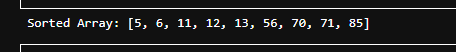 Sorted Array: [5, 6, 11, 12, 13, 56, 70, 71, 85]